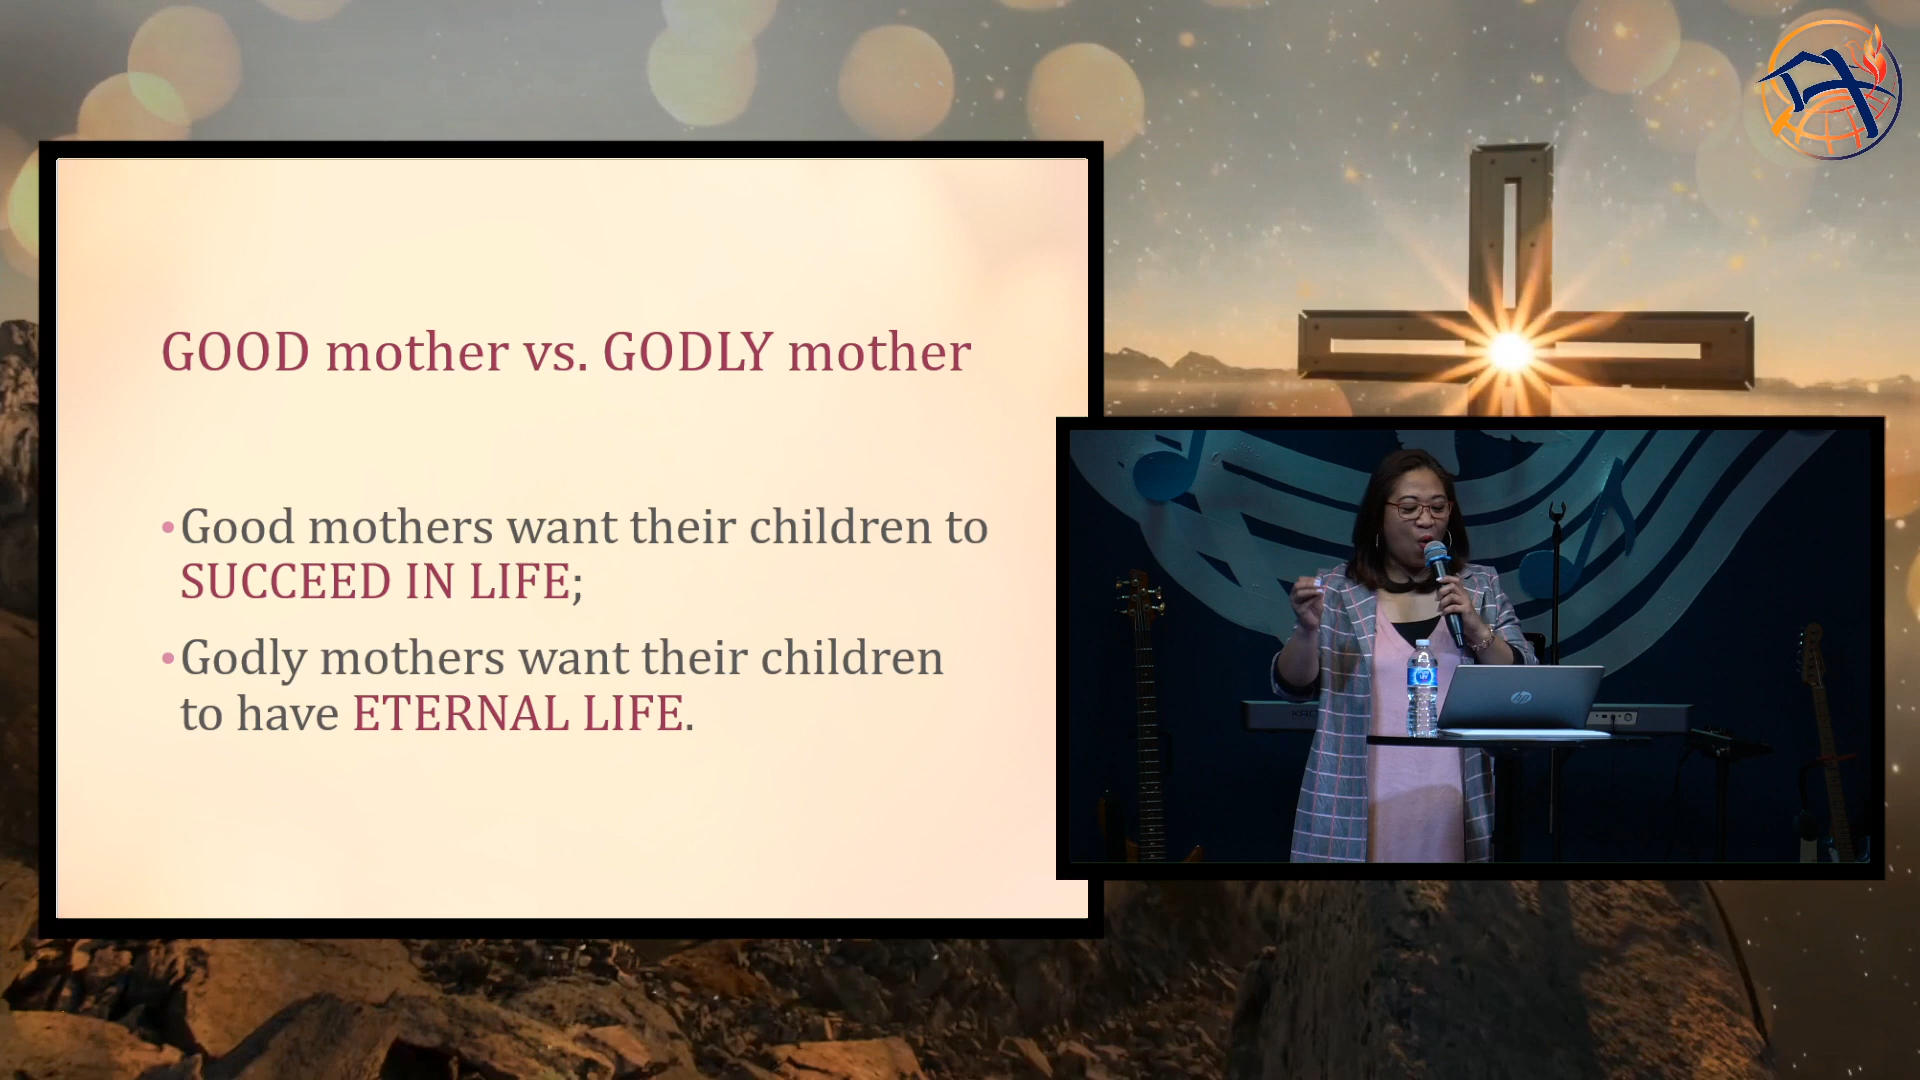 GOOD mother vs. GODLY mother
•Good mothers want their children to
SUCCEED IN LIFE;
•Godly mothers want their children
to have ETERNAL LIFE.
hp